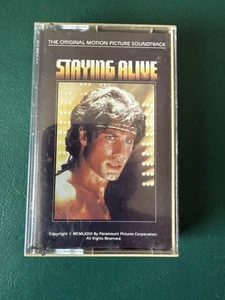 THE ORIGINAL MOTION PICTURE SOUNDTRACK
STAYING ALIVE
Copyright © MCMLXXXIII By Paramount Pictures Corporation.
All Rights Reserved.